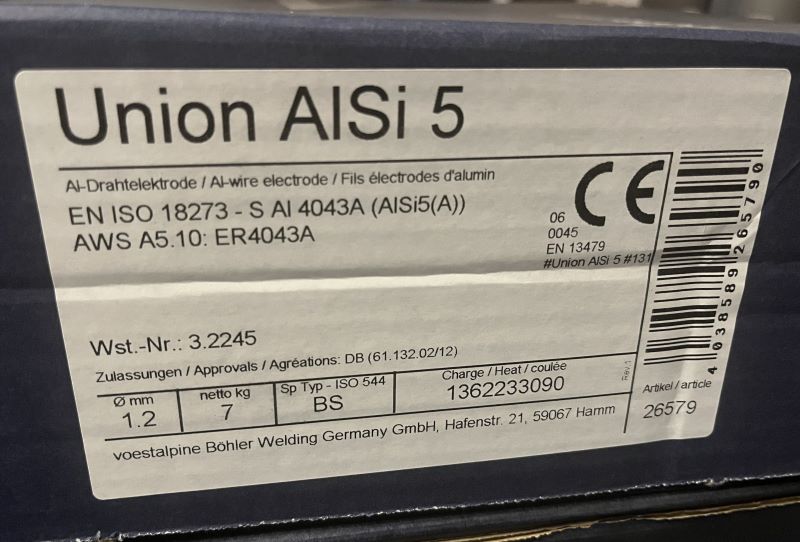 Union AlSi 5
Al-Drahtelektrode / Al-wire electrode / Fils électrodes d'alumin
EN ISO 18273 - S Al 4043A (AlSi5(A))
AWS A5.10: ER4043A
CE
06
0045
EN 13479
#Union AlSi 5 #131
4 038589 265790
Wst.-Nr.: 3.2245
Zulassungen / Approvals / Agréations: DB (61.132.02/12)
Ø mm netto kg Sp Typ - ISO 544 Charge / Heat / coulée
1.2 7 BS 1362233090
Rev.1
Artikel / article
26579
voestalpine Böhler Welding Germany GmbH, Hafenstr. 21, 59067 Hamm